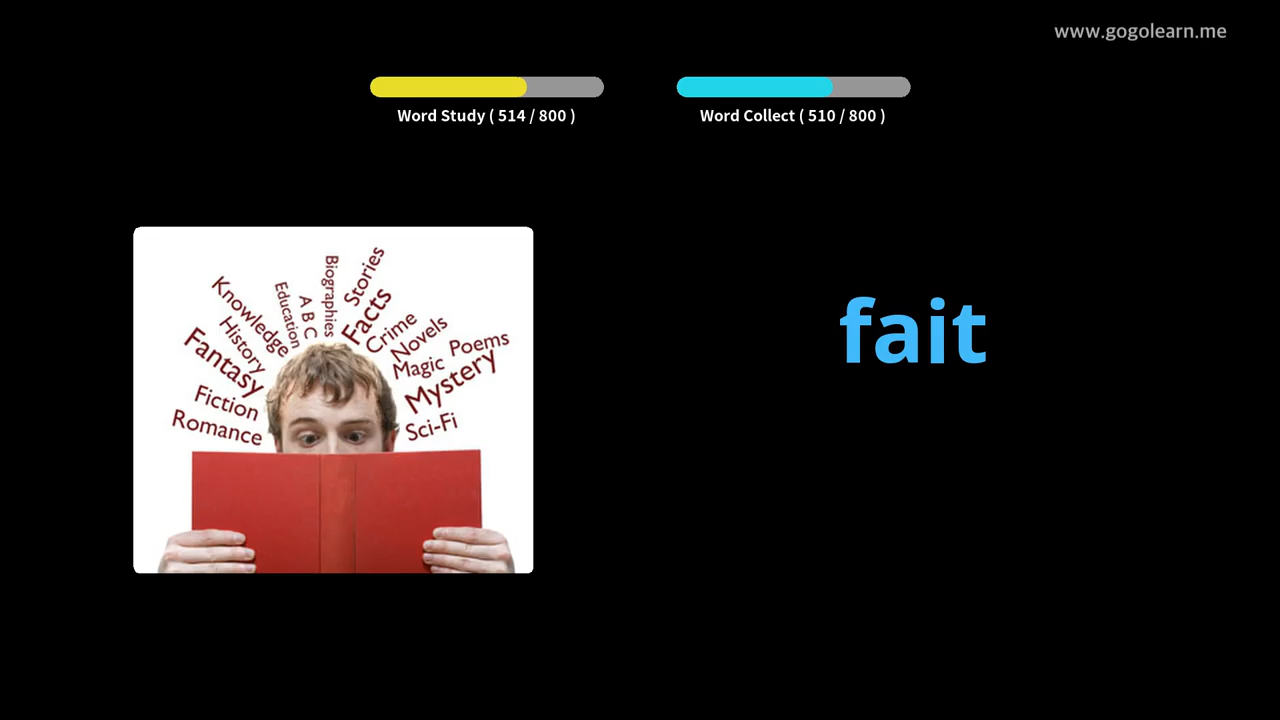 www.gogolearn.me
Word Study ( 514 / 800 )
Word Collect ( 510 / 800 )
Romance
Fiction
Fantasy
History
Knowledge
Education
A B C
Biographies
Stories
Facts
Crime
Novels
Magic
Poems
Mystery
Sci-Fi
fait